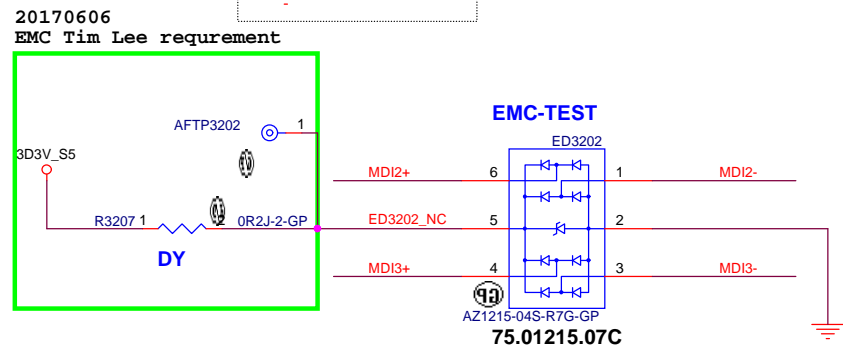 20170606
EMC Tim Lee requrement
EMC-TEST
AFTP3202
1
ED3202
3D3V_S5
MDI2+
6
1
MDI2-
R3207
1
0R2J-2-GP
ED3202_NC
5
2
DY
MDI3+
4
3
MDI3-
AZ1215-04S-R7G-GP
75.01215.07C